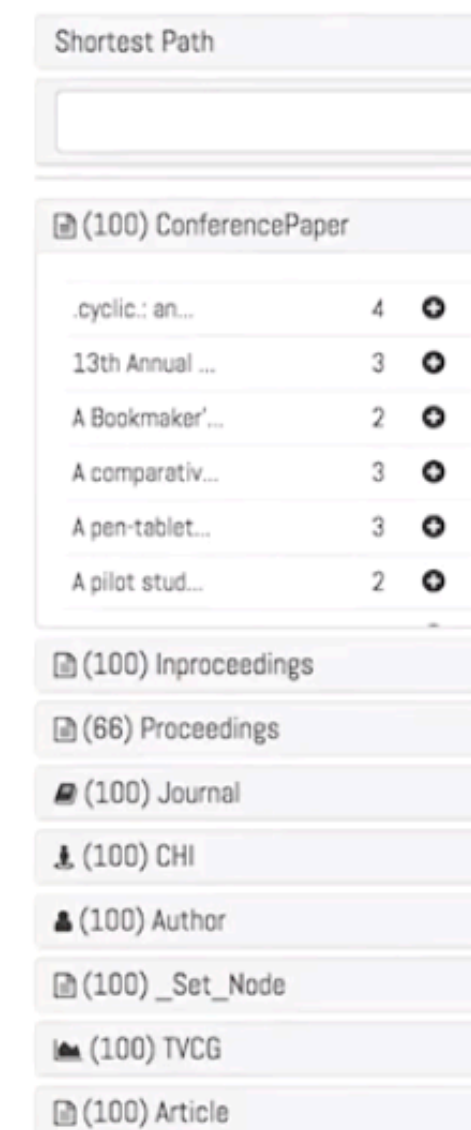 Shortest Path
(100) ConferencePaper
.cyclic.: an... 4
13th Annual ... 3
A Bookmaker'... 2
A comparativ... 3
A pen-tablet... 3
A pilot stud... 2
(100) Inproceedings
(66) Proceedings
(100) Journal
(100) CHI
(100) Author
(100) _Set_Node
(100) TVCG
(100) Article